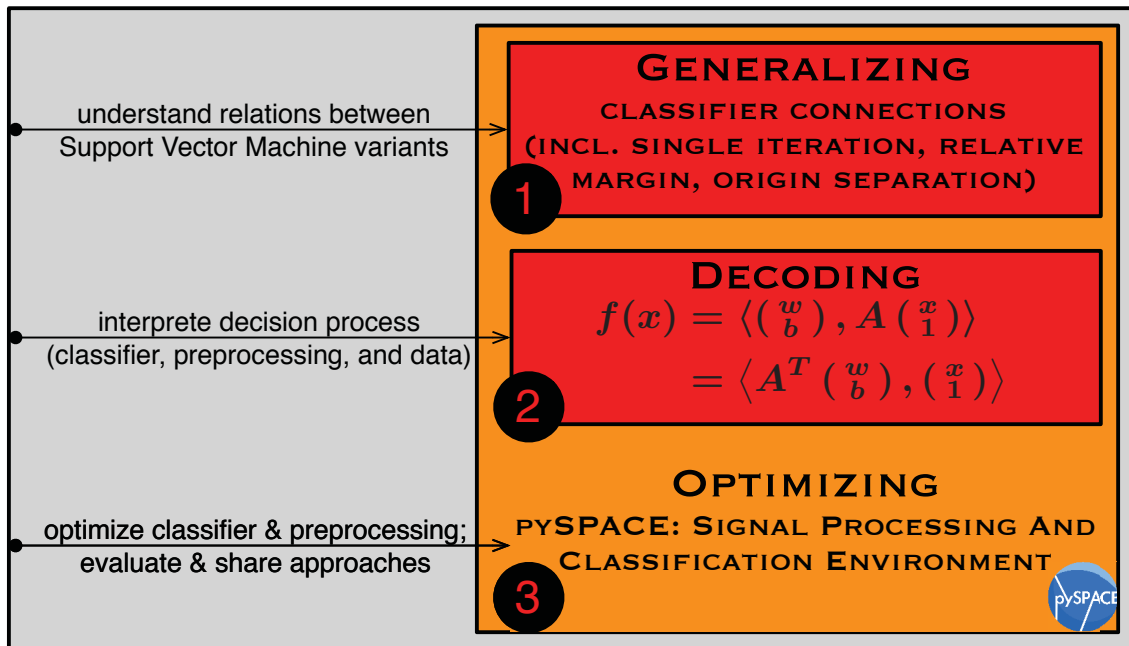 understand relations between
Support Vector Machine variants
GENERALIZING
CLASSIFIER CONNECTIONS
(INCL. SINGLE ITERATION, RELATIVE
MARGIN, ORIGIN SEPARATION)
1
interprete decision process
(classifier, preprocessing, and data)
DECODING
f(x) = ⟨(w b), A (x 1)⟩
= ⟨A^T (w b), (x 1)⟩
2
optimize classifier & preprocessing;
evaluate & share approaches
OPTIMIZING
PYSPACE: SIGNAL PROCESSING AND
CLASSIFICATION ENVIRONMENT
3
pySPACE